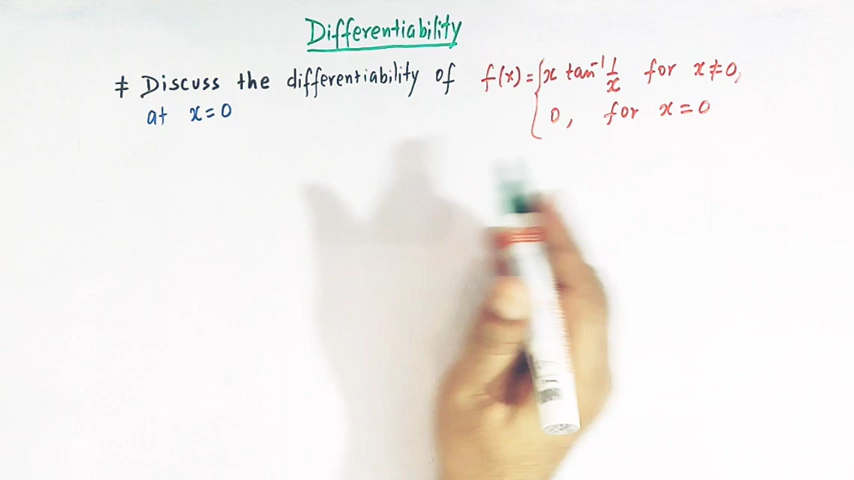 Differentiability
# Discuss the differentiability of f(x) = { x tan⁻¹ 1/x for x ≠ 0,
0, for x = 0
at x = 0